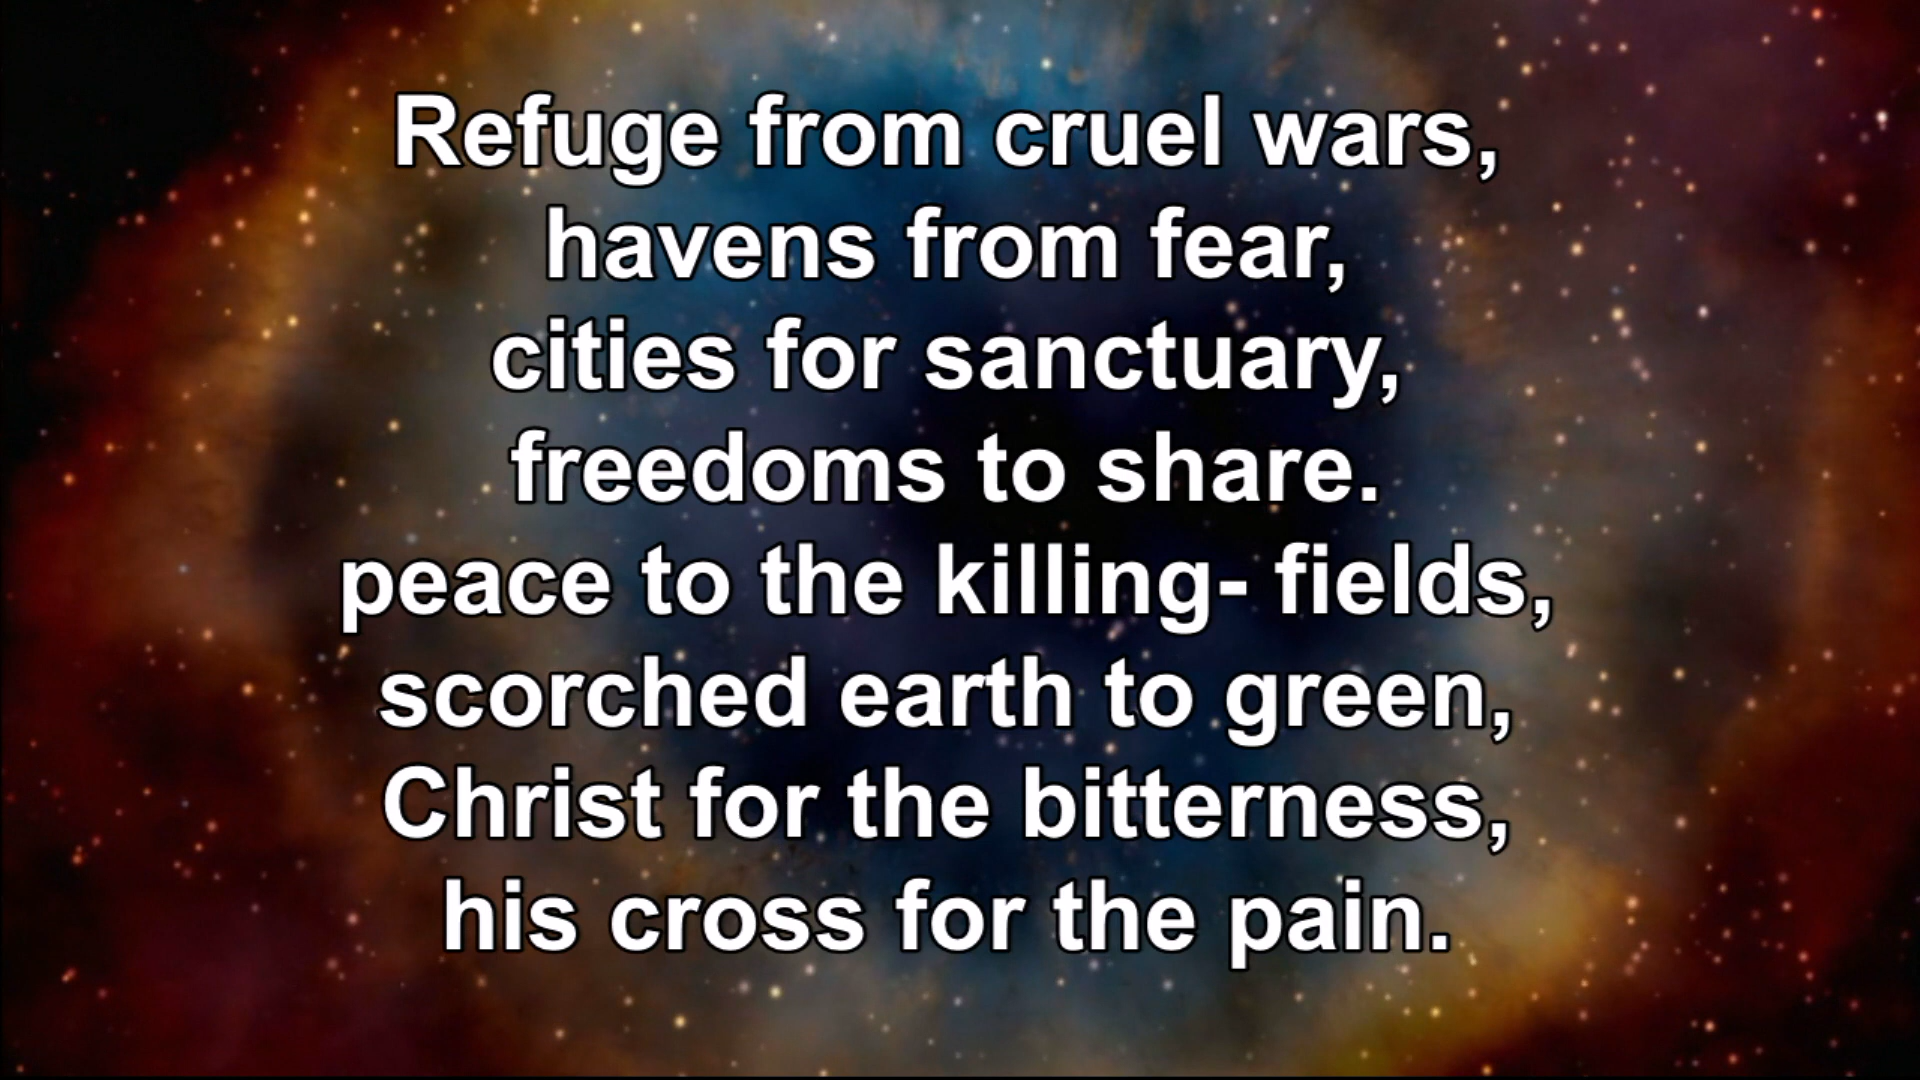 Refuge from cruel wars,
havens from fear,
cities for sanctuary,
freedoms to share.
peace to the killing- fields,
scorched earth to green,
Christ for the bitterness,
his cross for the pain.